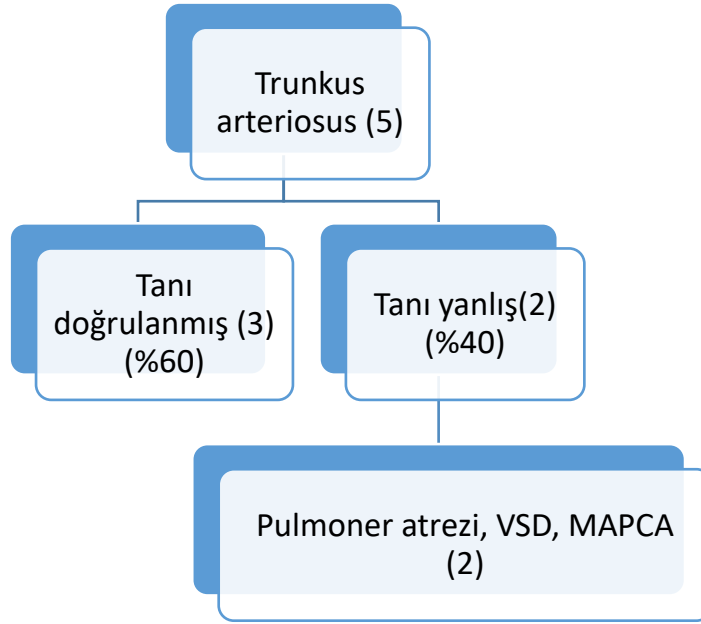 Trunkus
arteriosus (5)
Tanı
doğrulanmış (3)
(%60)
Tanı yanlış(2)
(%40)
Pulmoner atrezi, VSD, MAPCA
(2)